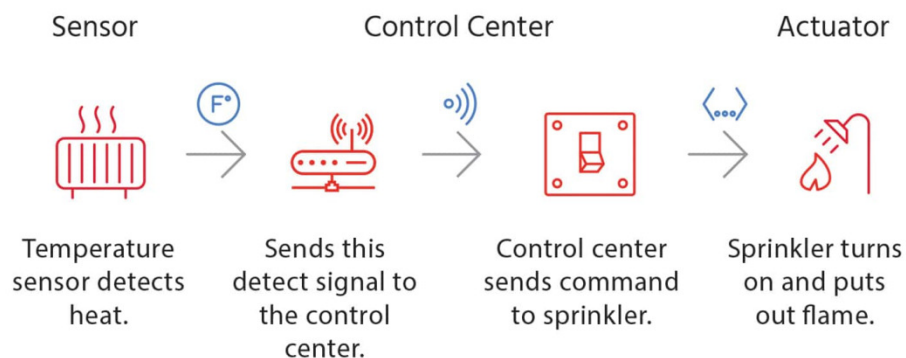 Sensor
Control Center
Actuator
F°
Temperature
sensor detects
heat.
Sends this
detect signal to
the control
center.
Control center
sends command
to sprinkler.
Sprinkler turns
on and puts
out flame.